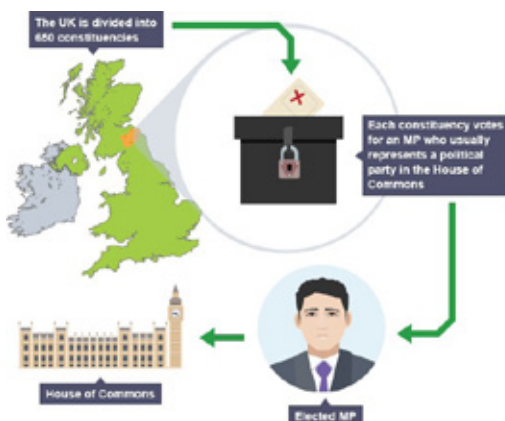 The UK is divided into
650 constituencies
Each constituency votes
for an MP who usually
represents a political
party in the House of
Commons
House of Commons
Elected MP